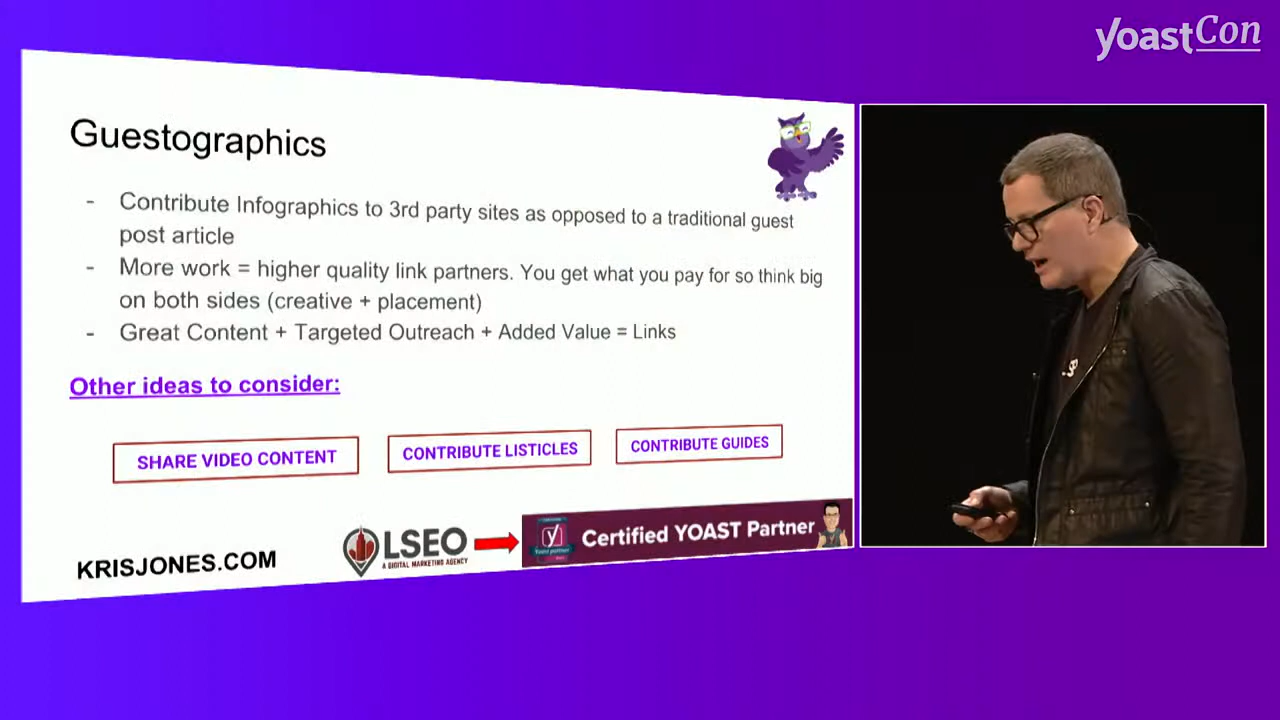 yoastCon
Guestographics
- Contribute Infographics to 3rd party sites as opposed to a traditional guest
post article
- More work = higher quality link partners. You get what you pay for so think big
on both sides (creative + placement)
- Great Content + Targeted Outreach + Added Value = Links
Other ideas to consider:
SHARE VIDEO CONTENT
CONTRIBUTE LISTICLES
CONTRIBUTE GUIDES
KRISJONES.COM
LSEO
A DIGITAL MARKETING AGENCY
y
Certified YOAST Partner